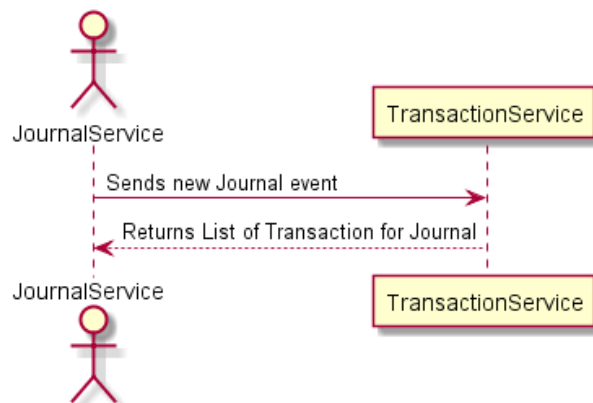 JournalService
TransactionService
Sends new Journal event
Returns List of Transaction for Journal
JournalService
TransactionService